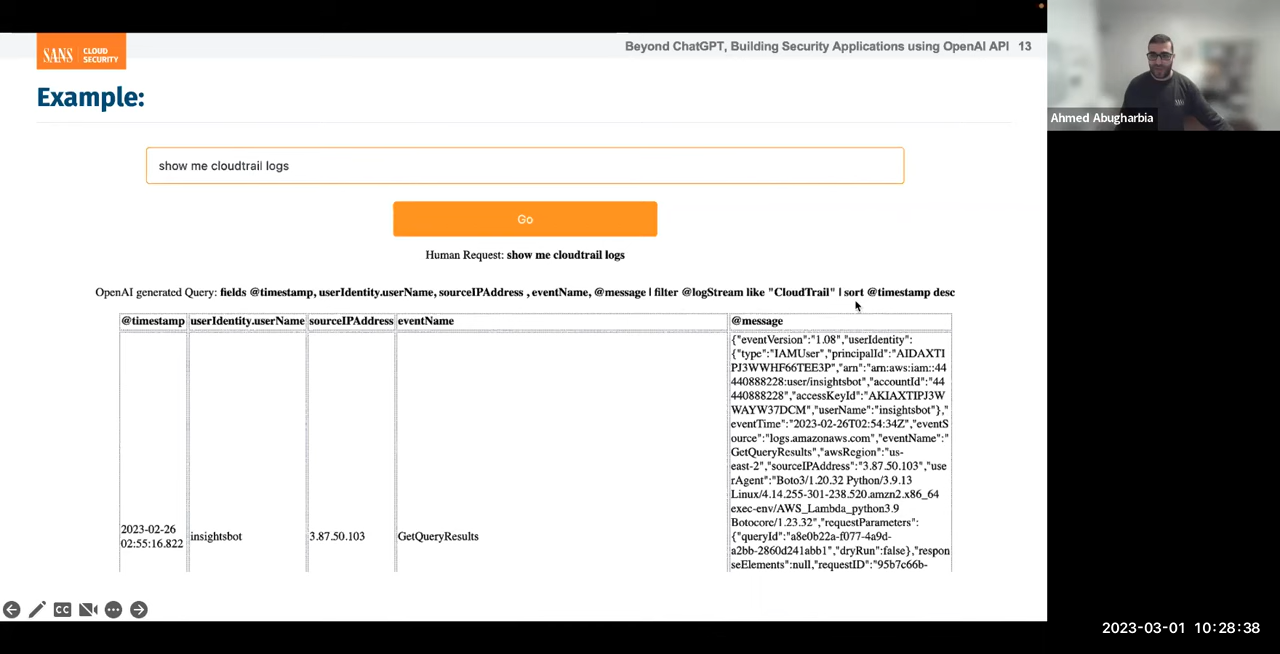 SANS | CLOUD SECURITY
Beyond ChatGPT, Building Security Applications using OpenAI API 13
Ahmed Abugharbia
Example:
show me cloudtrail logs
Go
Human Request: show me cloudtrail logs
OpenAI generated Query: fields @timestamp, userIdentity.userName, sourceIPAddress , eventName, @message | filter @logStream like "CloudTrail" | sort @timestamp desc
@timestamp userIdentity.userName sourceIPAddress eventName @message
{"eventVersion":"1.08","userIdentity":
{"type":"IAMUser","principalId":"AIDAXTI
PJ3WWHF66TEE3P","arn":"arn:aws:iam::44
440888228:user/insightsbot","accountId":"44
440888228","accessKeyId":"AKIAXTIPJ3W
WAYW37DCM","userName":"insightsbot"},"
eventTime":"2023-02-26T02:54:34Z","eventS
ource":"logs.amazonaws.com","eventName":"
GetQueryResults","awsRegion":"us-
east-2","sourceIPAddress":"3.87.50.103","use
rAgent":"Boto3/1.20.32 Python/3.9.13
Linux/4.14.255-301-238.520.amzn2.x86_64
exec-env/AWS_Lambda_python3.9
Botocore/1.23.32","requestParameters":
{"queryId":"a8e0b22a-f077-4a9d-
a2bb-2860d241abb1","dryRun":false},"respon
seElements":null,"requestID":"95b7c66b-
2023-02-26
02:55:16.822
insightsbot
3.87.50.103
GetQueryResults
CC
2023-03-01 10:28:38